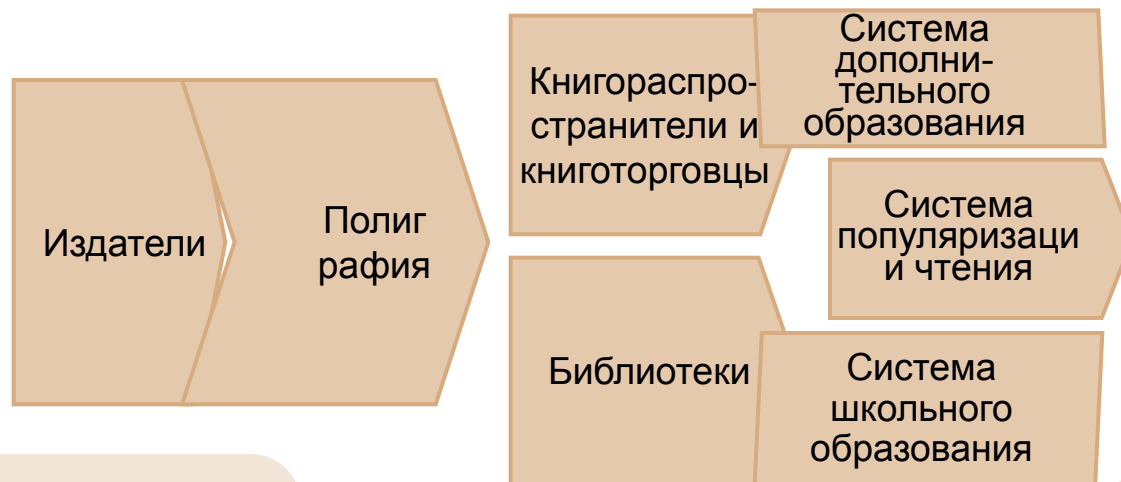 Издатели
Полиг
рафия
Книгораспро-
странители и
книготорговцы
Библиотеки
Система
дополни-
тельного
образования
Система
популяризаци
и чтения
Система
школьного
образования